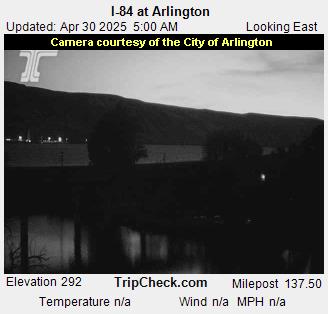 I-84 at Arlington
Updated: Apr 30 2025 5:00 AM Looking East
Camera courtesy of the City of Arlington
Elevation 292 TripCheck.com Milepost 137.50
Temperature n/a Wind n/a MPH n/a